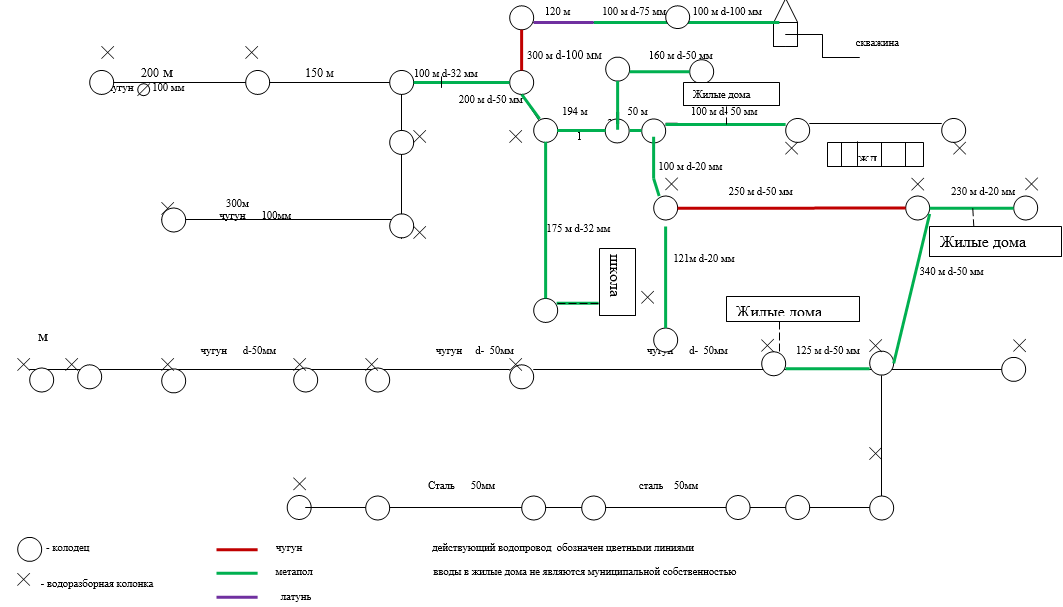 120 м
100 м d-75 мм
100 м d-100 мм
скважина
300 м d-100 мм
160 м d-50 мм
200 м
100 мм
150 м
100 м d-32 мм
200 м d-50 мм
Жилые дома
194 м
50 м
100 м d- 50 мм
1
100 м d-20 мм
250 м d-50 мм
230 м d-20 мм
300м
чугун 100мм
175 м d-32 мм
школа
121м d-20 мм
Жилые дома
340 м d-50 мм
Жилые дома
м
чугун d-50мм
чугун d- 50мм
чугун d- 50мм
125 м d-50 мм
Сталь 50мм
сталь 50мм
- колодец
чугун
действующий водопровод обозначен цветными линиями
- водоразборная колонка
метапол
вводы в жилые дома не являются муниципальной собственностью
латунь